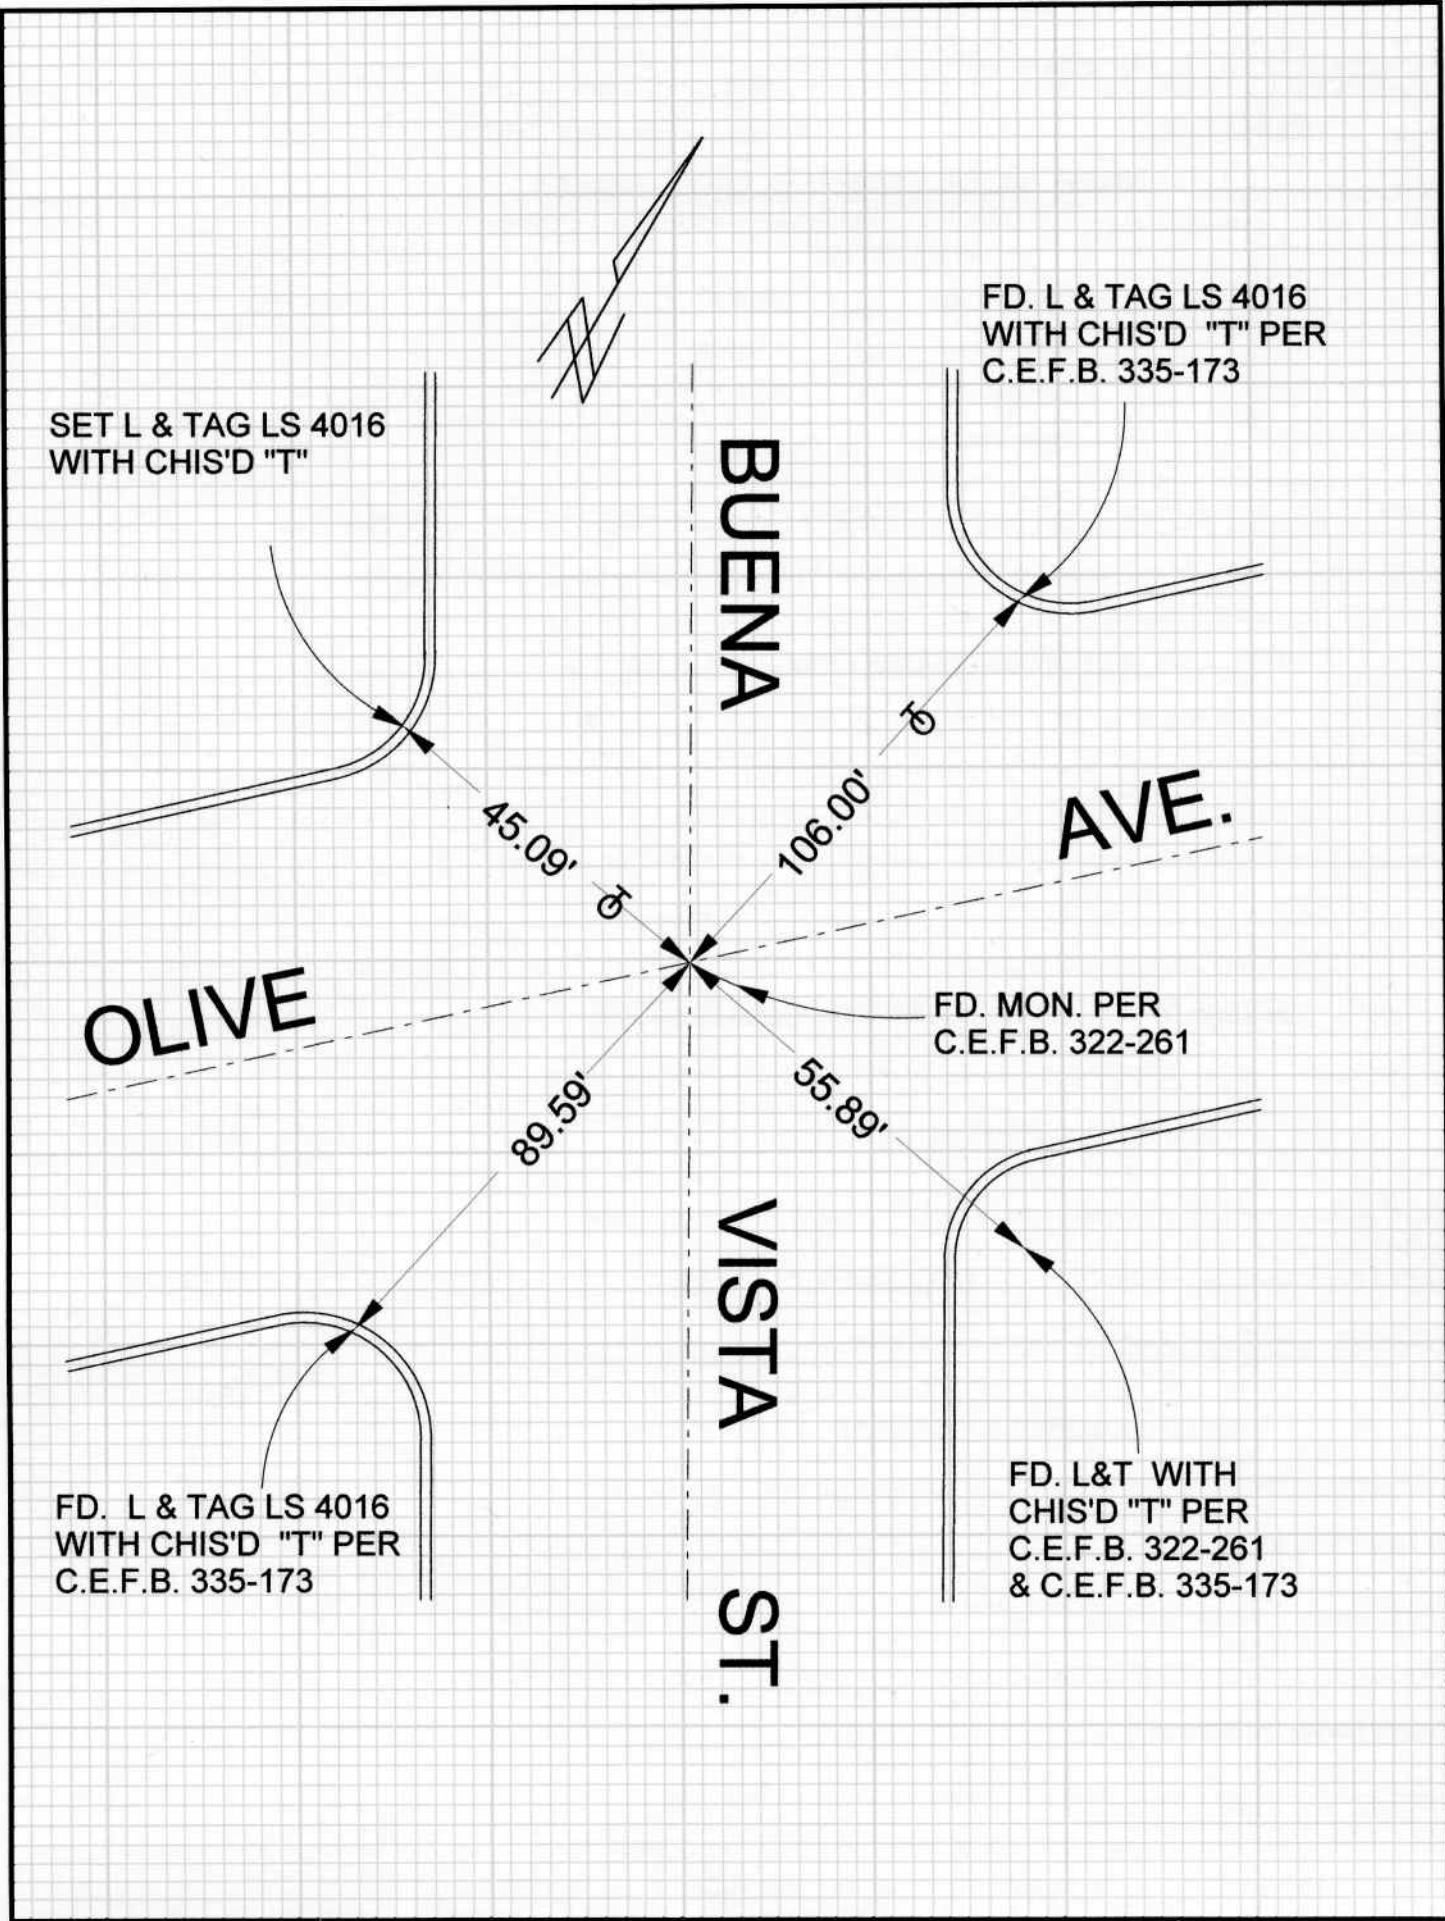 FD. L & TAG LS 4016
WITH CHIS'D "T" PER
C.E.F.B. 335-173
SET L & TAG LS 4016
WITH CHIS'D "T"
BUENA
106.00'
45.09'
AVE.
OLIVE
FD. MON. PER
C.E.F.B. 322-261
89.59'
55.89'
VISTA
FD. L & TAG LS 4016
WITH CHIS'D "T" PER
C.E.F.B. 335-173
FD. L&T WITH
CHIS'D "T" PER
C.E.F.B. 322-261
& C.E.F.B. 335-173
ST.